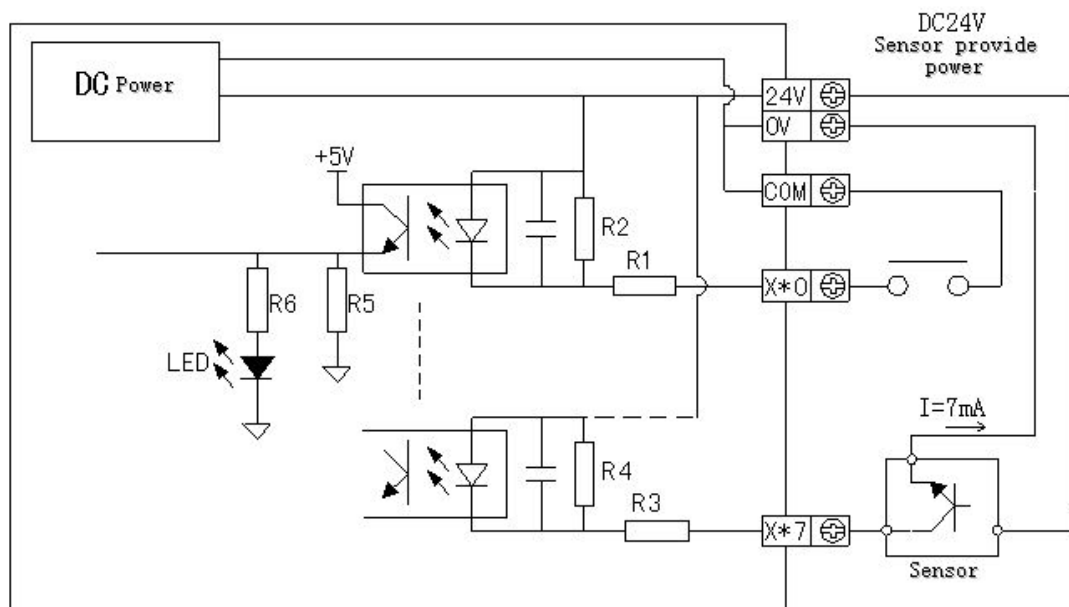 DC24V
Sensor provide
power
DC Power
24V
0V
+5V
COM
R2
R1
X*0
R6
R5
LED
I=7mA
R4
R3
X*7
Sensor